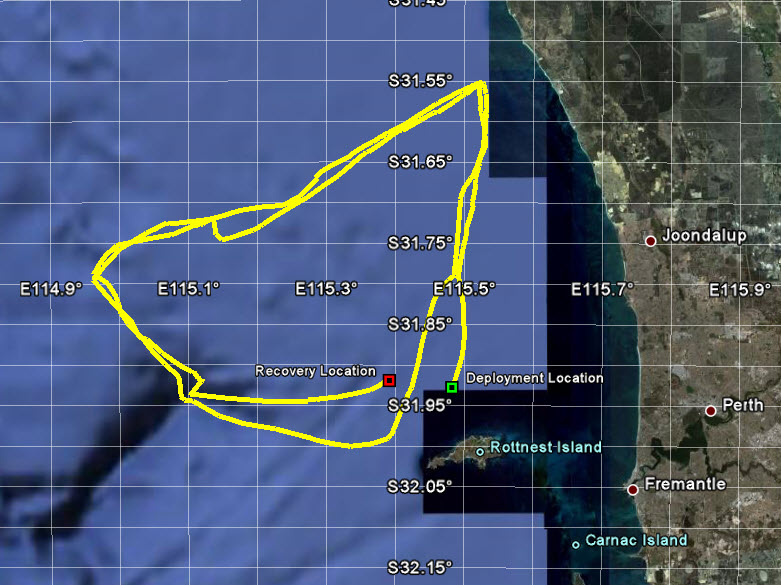 S31.45°
S31.55°
S31.65°
Joondalup
S31.75°
E114.9°
E115.1°
E115.3°
E115.5°
E115.7°
E115.9°
S31.85°
Recovery Location
Deployment Location
S31.95°
Perth
Rottnest Island
S32.05°
Fremantle
Carnac Island
S32.15°